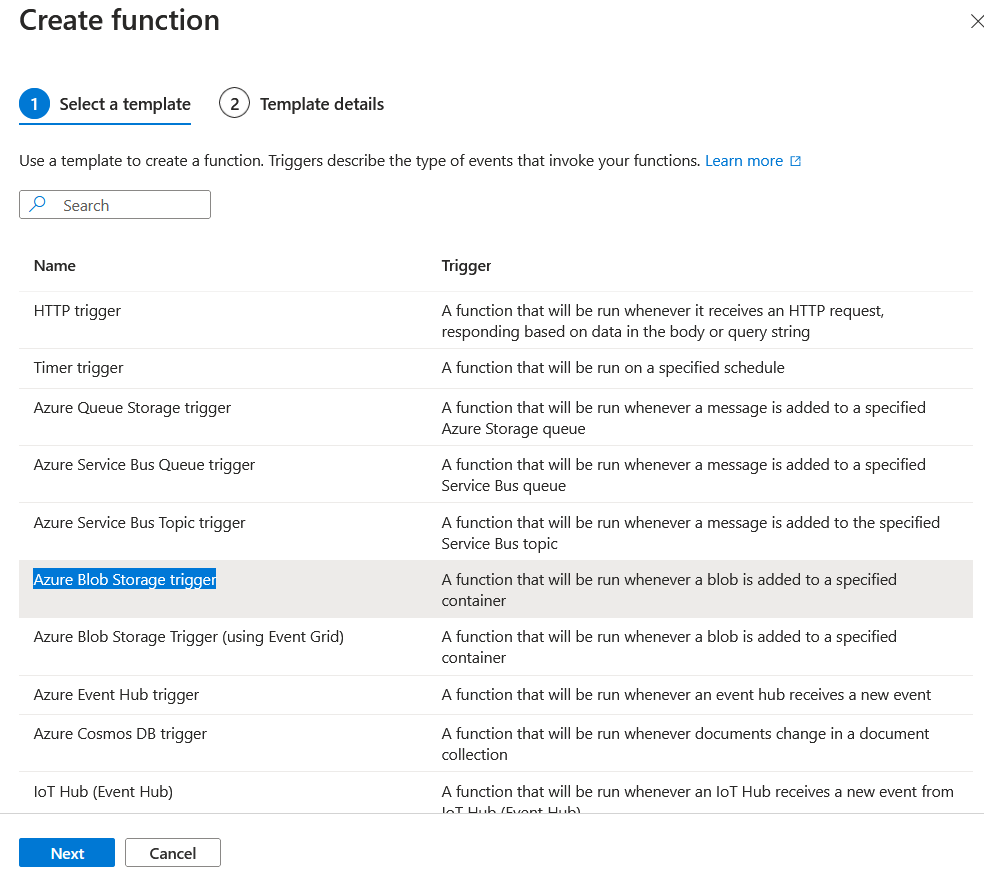 Create function
1 Select a template 2 Template details
Use a template to create a function. Triggers describe the type of events that invoke your functions. Learn more
Search
Name Trigger
HTTP trigger A function that will be run whenever it receives an HTTP request,
responding based on data in the body or query string
Timer trigger A function that will be run on a specified schedule
Azure Queue Storage trigger A function that will be run whenever a message is added to a specified
Azure Storage queue
Azure Service Bus Queue trigger A function that will be run whenever a message is added to a specified
Service Bus queue
Azure Service Bus Topic trigger A function that will be run whenever a message is added to the specified
Service Bus topic
Azure Blob Storage trigger A function that will be run whenever a blob is added to a specified
container
Azure Blob Storage Trigger (using Event Grid) A function that will be run whenever a blob is added to a specified
container
Azure Event Hub trigger A function that will be run whenever an event hub receives a new event
Azure Cosmos DB trigger A function that will be run whenever documents change in a document
collection
IoT Hub (Event Hub) A function that will be run whenever an IoT Hub receives a new event from
IoT Hub (Event Hub)
Next Cancel